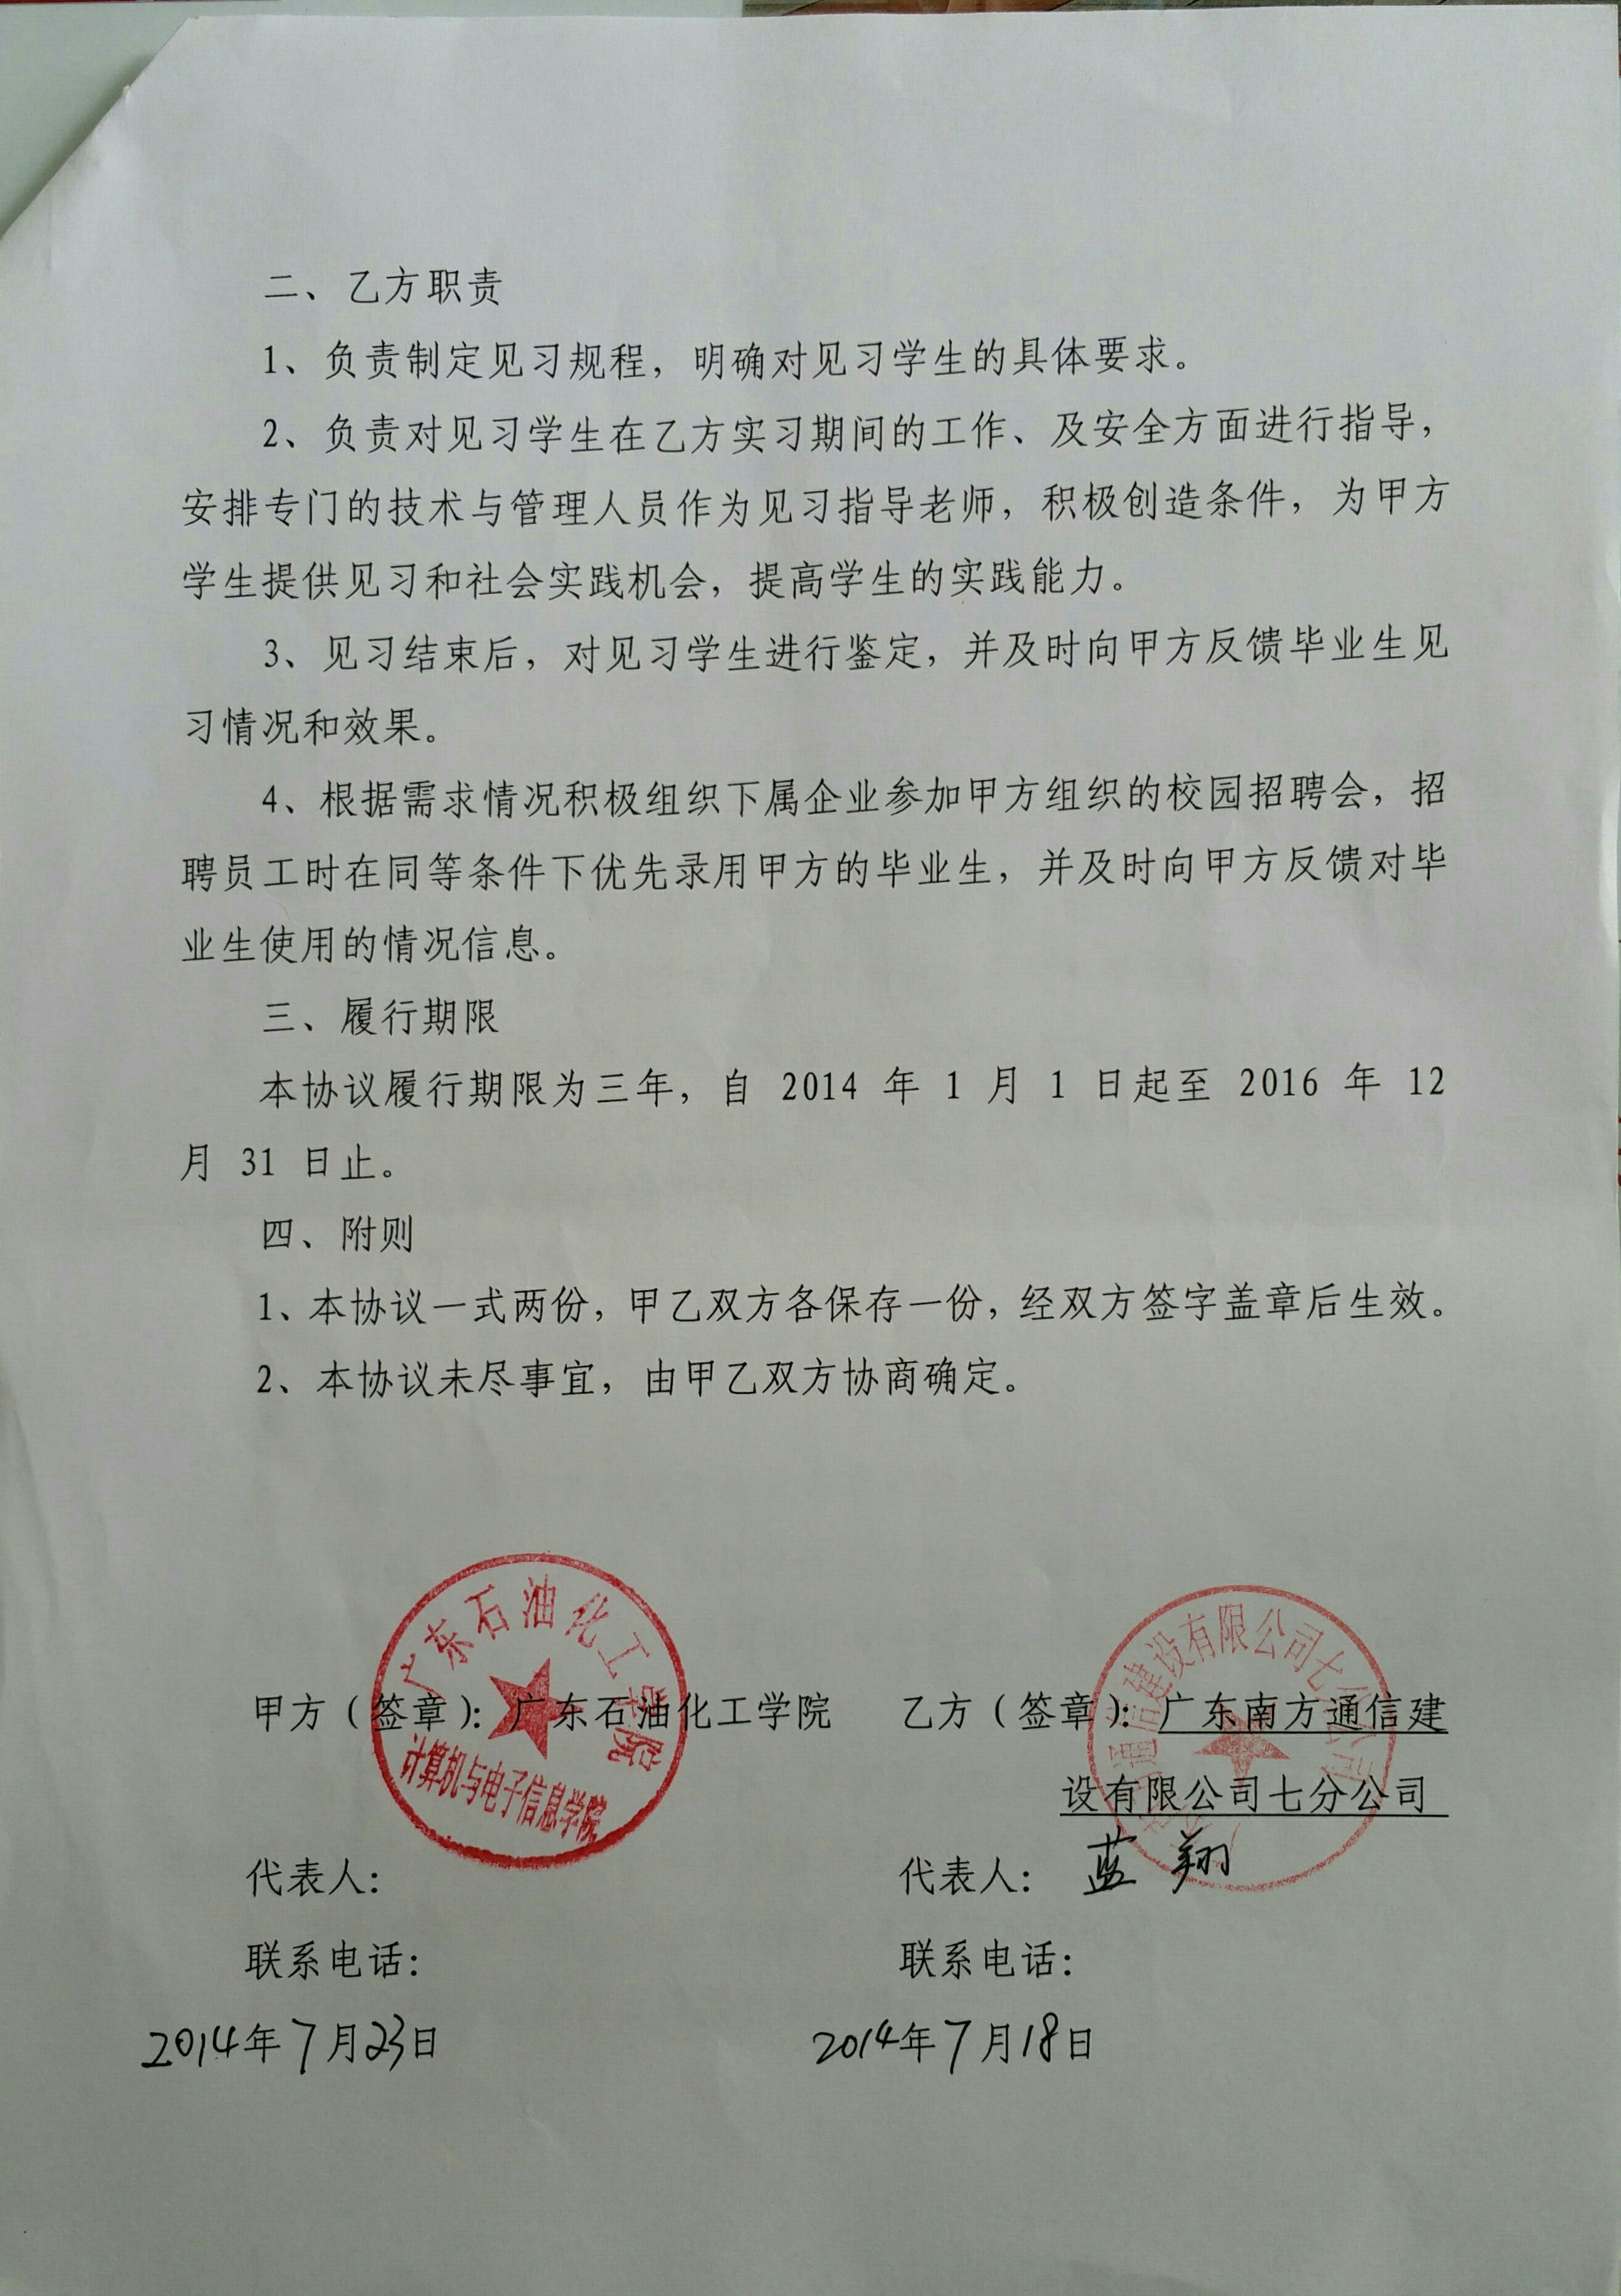 二、乙方职责
1、负责制定见习规程，明确对见习学生的具体要求。
2、负责对见习学生在乙方实习期间的工作、及安全方面进行指导，
安排专门的技术与管理人员作为见习指导老师，积极创造条件，为甲方
学生提供见习和社会实践机会，提高学生的实践能力。
3、见习结束后，对见习学生进行鉴定，并及时向甲方反馈毕业生见
习情况和效果。
4、根据需求情况积极组织下属企业参加甲方组织的校园招聘会，招
聘员工时在同等条件下优先录用甲方的毕业生，并及时向甲方反馈对毕
业生使用的情况信息。
三、履行期限
本协议履行期限为三年，自 2014 年 1 月 1 日起至 2016 年 12
月 31 日止。
四、附则
1、本协议一式两份，甲乙双方各保存一份，经双方签字盖章后生效。
2、本协议未尽事宜，由甲乙双方协商确定。
广东石油化工学院
计算机与电子信息学院
通信建设有限公司七分公司
甲方（签章）：广东石油化工学院 乙方（签章）：广东南方通信建
设有限公司七分公司
代表人： 代表人：蓝翔
联系电话： 联系电话：
2014年7月23日 2014年7月18日